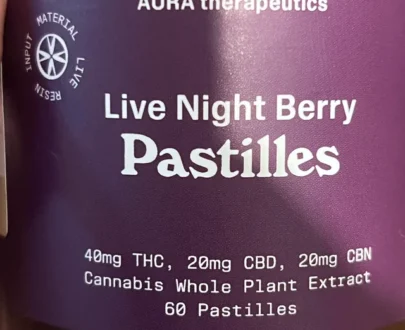 AURA therapeutics
INPUT MATERIAL LIVE RESIN
Live Night Berry
Pastilles
40mg THC, 20mg CBD, 20mg CBN
Cannabis Whole Plant Extract
60 Pastilles